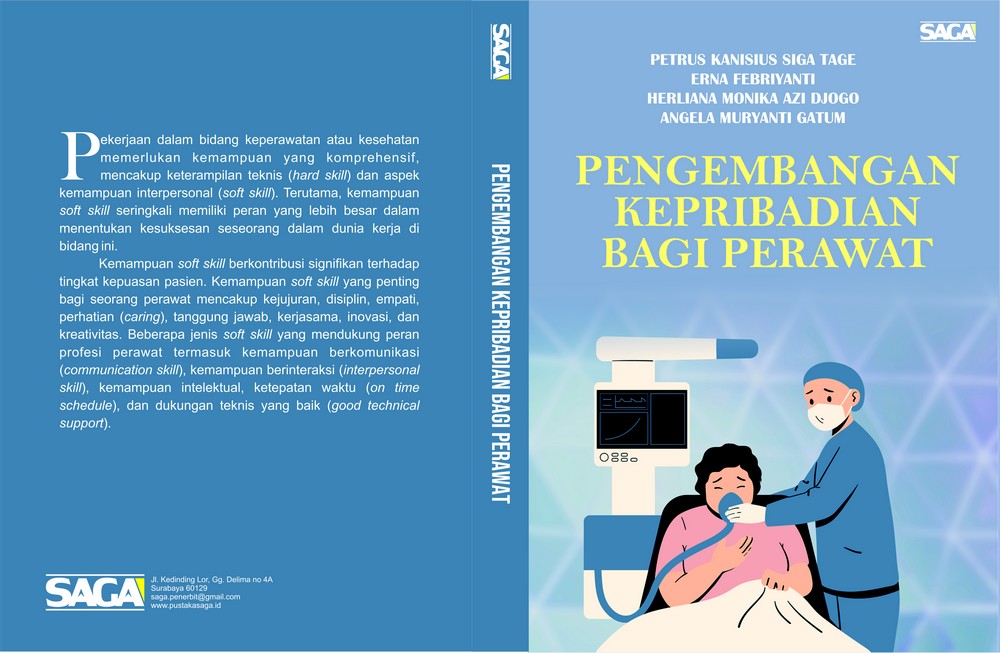 Pekerjaan dalam bidang keperawatan atau kesehatan
memerlukan kemampuan yang komprehensif,
mencakup keterampilan teknis (hard skill) dan aspek
kemampuan interpersonal (soft skill). Terutama, kemampuan
soft skill seringkali memiliki peran yang lebih besar dalam
menentukan kesuksesan seseorang dalam dunia kerja di
bidang ini.
Kemampuan soft skill berkontribusi signifikan terhadap
tingkat kepuasan pasien. Kemampuan soft skill yang penting
bagi seorang perawat mencakup kejujuran, disiplin, empati,
perhatian (caring), tanggung jawab, kerjasama, inovasi, dan
kreativitas. Beberapa jenis soft skill yang mendukung peran
profesi perawat termasuk kemampuan berkomunikasi
(communication skill), kemampuan berinteraksi (interpersonal
skill), kemampuan intelektual, ketepatan waktu (on time
schedule), dan dukungan teknis yang baik (good technical
support).
SAGA
Jl. Kedinding Lor, Gg. Delima no 4A
Surabaya 60129
saga.penerbit@gmail.com
www.pustakasaga.id
SAGA
PENGEMBANGAN KEPRIBADIAN BAGI PERAWAT
SAGA
PETRUS KANISIUS SIGA TAGE
ERNA FEBRIYANTI
HERLIANA MONIKA AZI DJOGO
ANGELA MURYANTI GATUM
PENGEMBANGAN
KEPRIBADIAN
BAGI PERAWAT